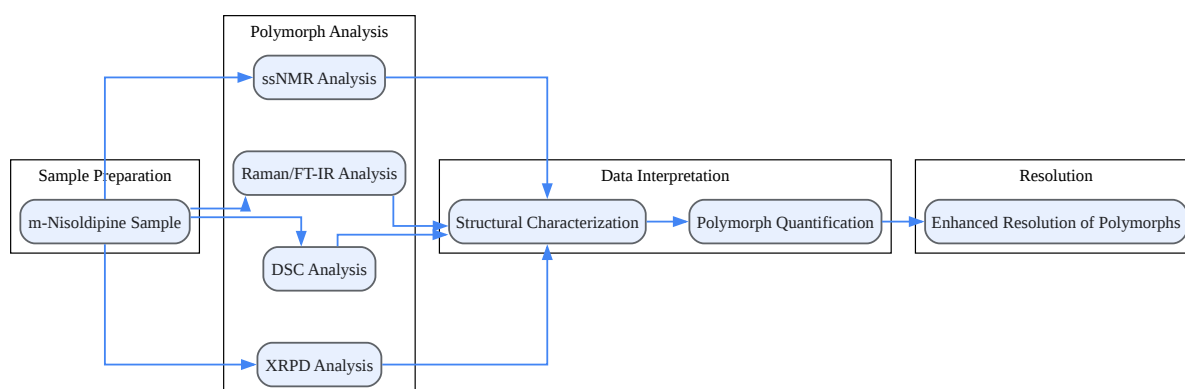 Polymorph Analysis
ssNMR Analysis
Sample Preparation
Raman/FT-IR Analysis
Data Interpretation
Resolution
m-Nisoldipine Sample
Structural Characterization
Polymorph Quantification
Enhanced Resolution of Polymorphs
DSC Analysis
XRPD Analysis